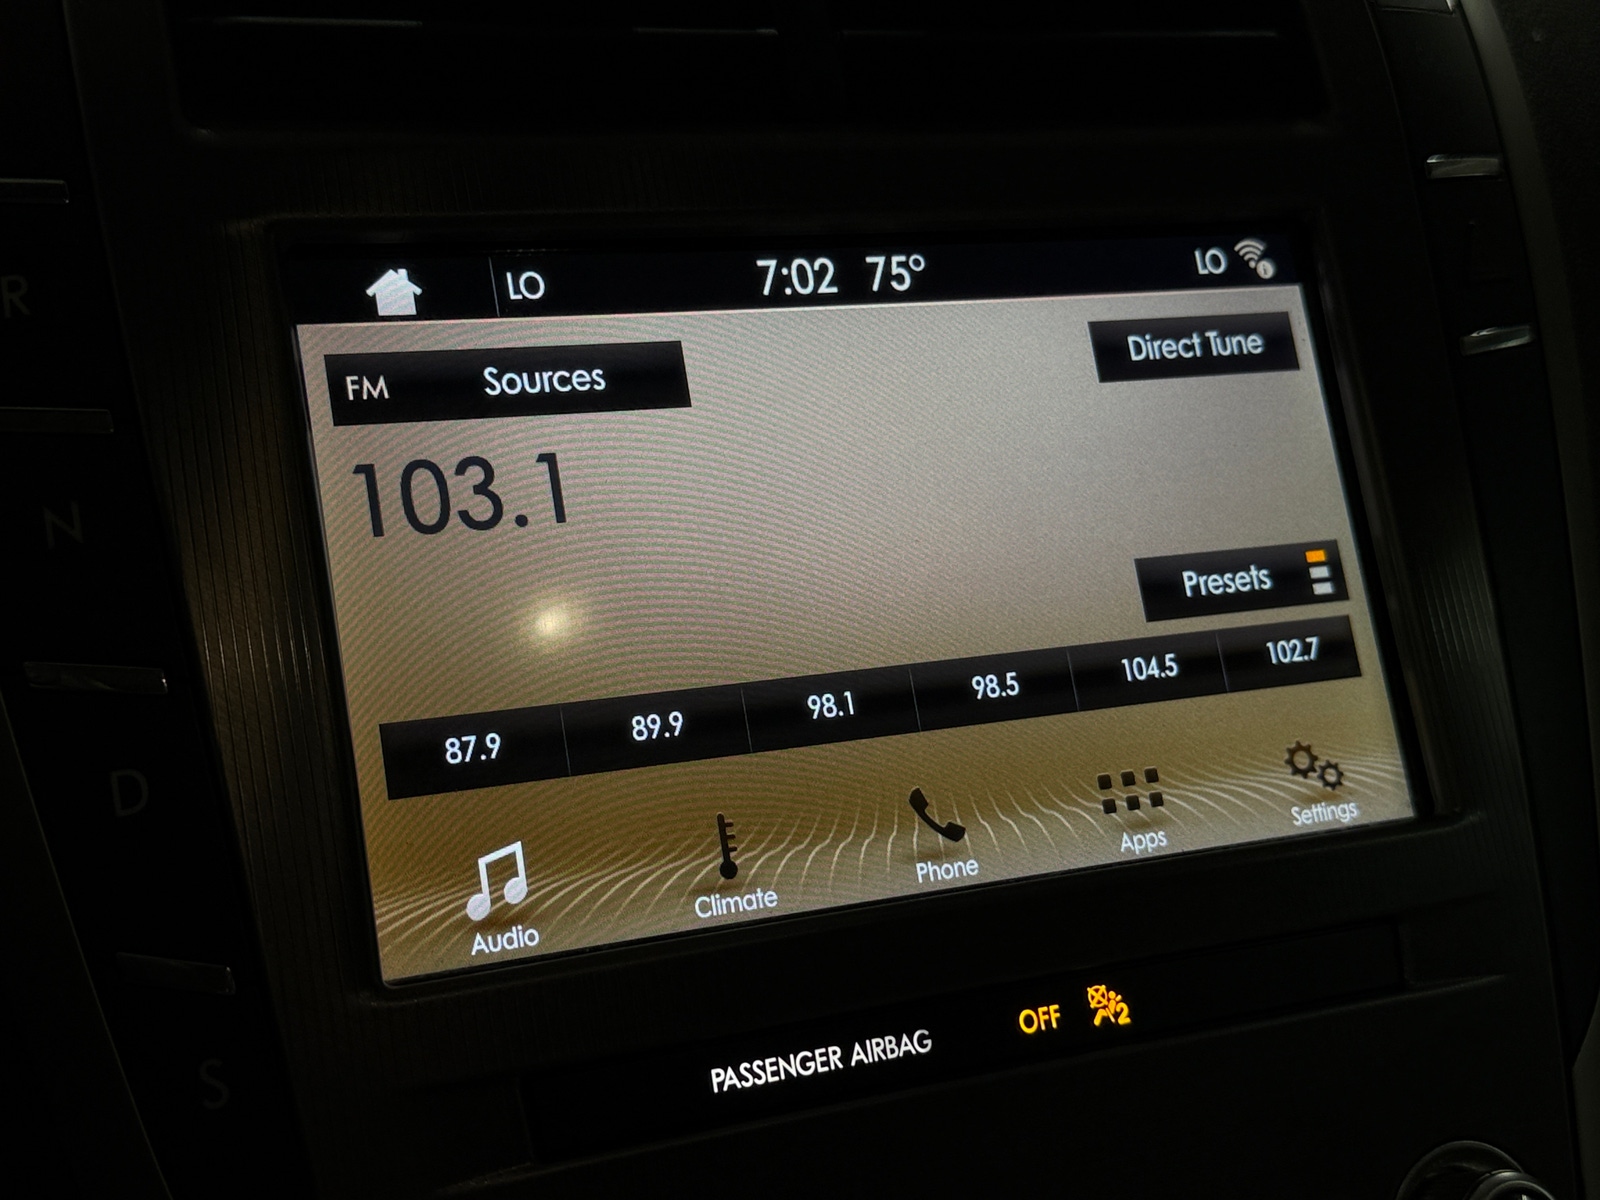 LO 7:02 75° LO
FM Sources
Direct Tune
103.1
Presets
87.9 89.9 98.1 98.5 104.5 102.7
Audio Climate Phone Apps Settings
PASSENGER AIRBAG OFF 2
R
N
D
S